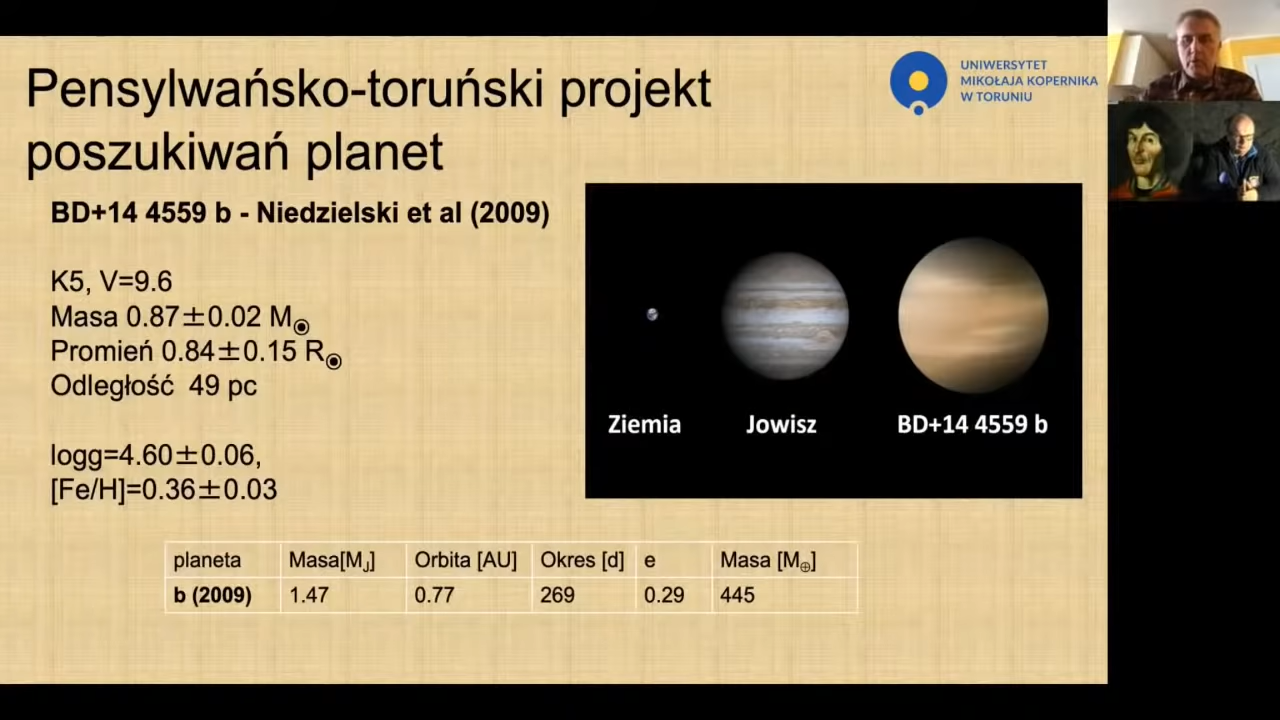 Pensylwańsko-toruński projekt
poszukiwań planet
UNIWERSYTET
MIKOŁAJA KOPERNIKA
W TORUNIU
BD+14 4559 b - Niedzielski et al (2009)
K5, V=9.6
Masa 0.87±0.02 M☉
Promień 0.84±0.15 R☉
Odległość 49 pc
logg=4.60±0.06,
[Fe/H]=0.36±0.03
Ziemia Jowisz BD+14 4559 b
planeta Masa[MJ] Orbita [AU] Okres [d] e Masa [M⊕]
b (2009) 1.47 0.77 269 0.29 445